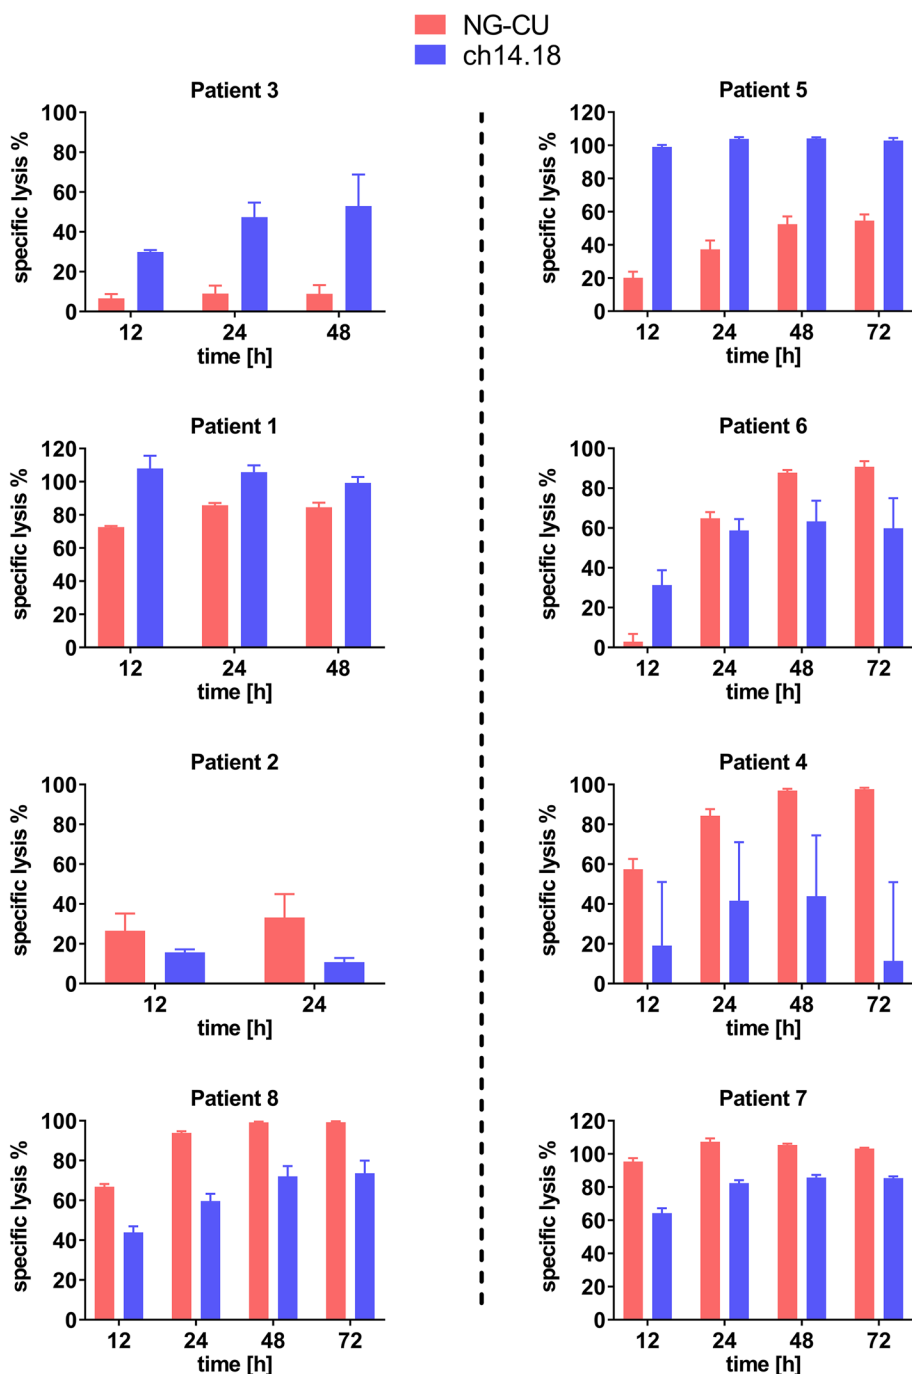 NG-CU
ch14.18
Patient 3
specific lysis %
100
80
60
40
20
0
12 24 48
time [h]
Patient 1
specific lysis %
120
100
80
60
40
20
0
12 24 48
time [h]
Patient 2
specific lysis %
100
80
60
40
20
0
12 24
time [h]
Patient 8
specific lysis %
100
80
60
40
20
0
12 24 48 72
time [h]
Patient 5
specific lysis %
120
100
80
60
40
20
0
12 24 48 72
time [h]
Patient 6
specific lysis %
100
80
60
40
20
0
12 24 48 72
time [h]
Patient 4
specific lysis %
100
80
60
40
20
0
12 24 48 72
time [h]
Patient 7
specific lysis %
120
100
80
60
40
20
0
12 24 48 72
time [h]